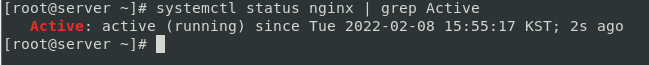 [root@server ~]# systemctl status nginx | grep Active
Active: active (running) since Tue 2022-02-08 15:55:17 KST; 2s ago
[root@server ~]#